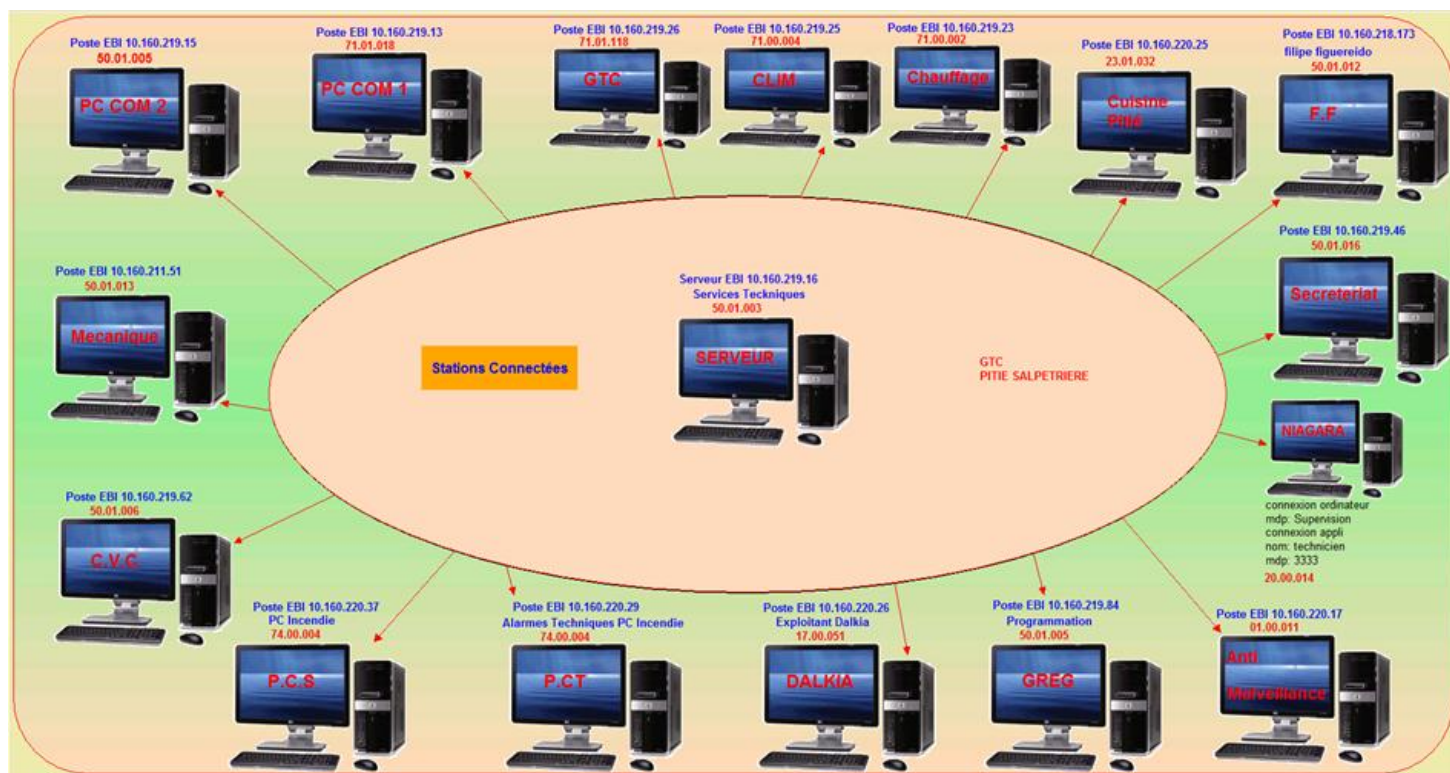 Poste EBI 10.160.219.15
50.01.005
PC COM 2
Poste EBI 10.160.219.13
71.01.018
PC COM 1
Poste EBI 10.160.219.26
71.01.118
GTC
Poste EBI 10.160.219.25
71.00.004
CLIM
Poste EBI 10.160.219.23
71.00.002
Chauffage
Poste EBI 10.160.220.25
23.01.032
Cuisine
Pitié
Poste EBI 10.160.218.173
filipe figuereido
50.01.012
F.F
Poste EBI 10.160.211.51
50.01.013
Mecanique
Serveur EBI 10.160.219.16
Services Teckniques
50.01.003
SERVEUR
Stations Connectées
GTC
PITIE SALPETRIERE
Poste EBI 10.160.219.46
50.01.016
Secreteriat
NIAGARA
connexion ordinateur
mdp: Supervision
connexion appli
nom: technicien
mdp: 3333
20.00.014
Poste EBI 10.160.219.62
50.01.006
C.V.C.
Poste EBI 10.160.220.37
PC Incendie
74.00.004
P.C.S
Poste EBI 10.160.220.29
Alarmes Techniques PC Incendie
74.00.004
P.CT
Poste EBI 10.160.220.26
Exploitant Dalkia
17.00.051
DALKIA
Poste EBI 10.160.219.84
Programmation
50.01.005
GREG
Poste EBI 10.160.220.17
01.00.011
Anti
Malveillance